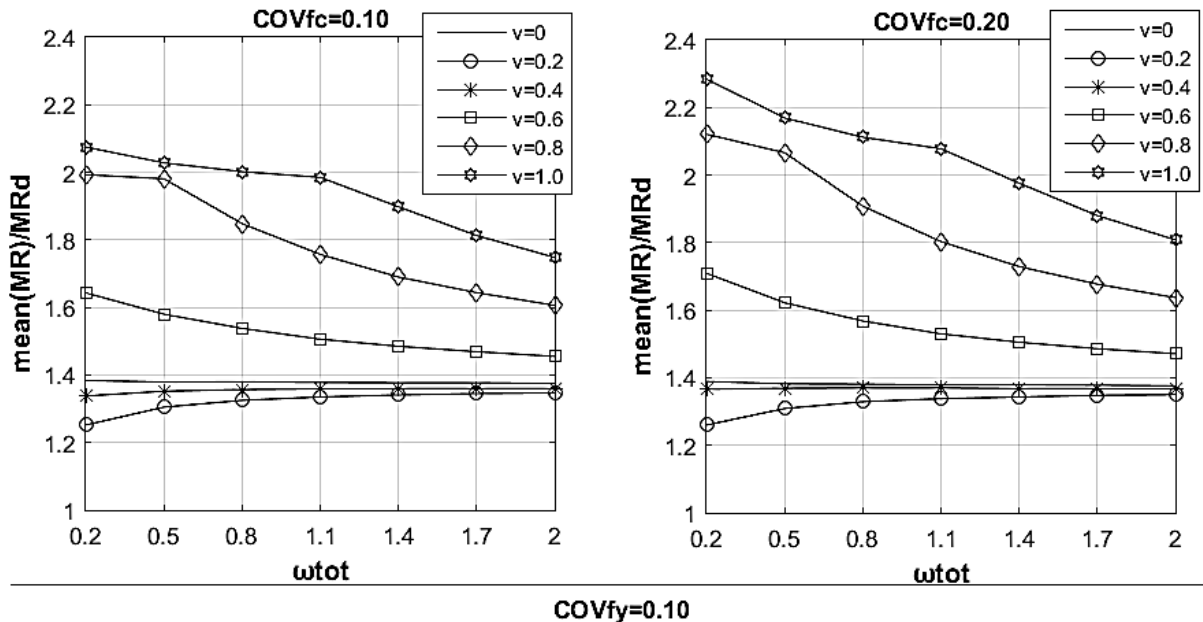 COVfc=0.10
v=0
v=0.2
v=0.4
v=0.6
v=0.8
v=1.0
mean(MR)/MRd
2.4
2.2
2
1.8
1.6
1.4
1.2
1
0.2 0.5 0.8 1.1 1.4 1.7 2
ωtot
COVfc=0.20
v=0
v=0.2
v=0.4
v=0.6
v=0.8
v=1.0
mean(MR)/MRd
2.4
2.2
2
1.8
1.6
1.4
1.2
1
0.2 0.5 0.8 1.1 1.4 1.7 2
ωtot
COVfy=0.10